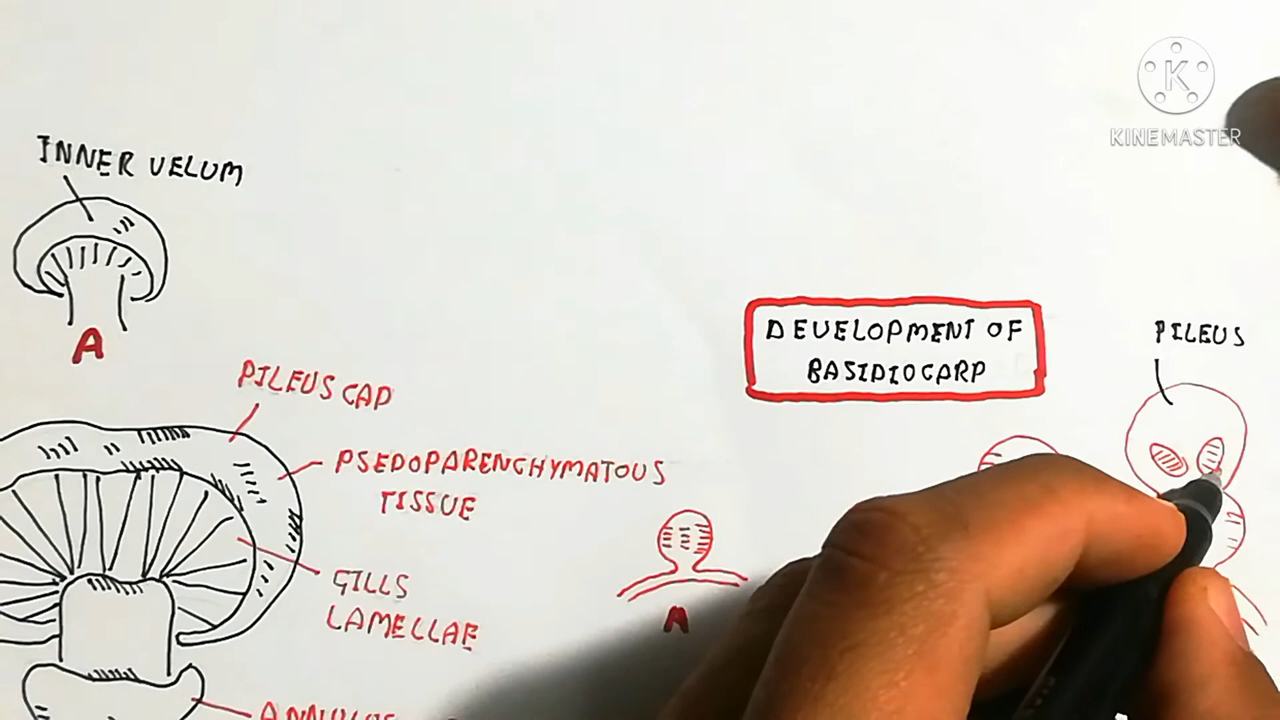 K
KINEMASTER
INNER VELUM
A
PILEUS CAP
PSEDOPARENCHYMATOUS
TISSUE
GILLS
LAMELLAE
DEVELOPMENT OF
BASIDIOCARP
PILEUS
A